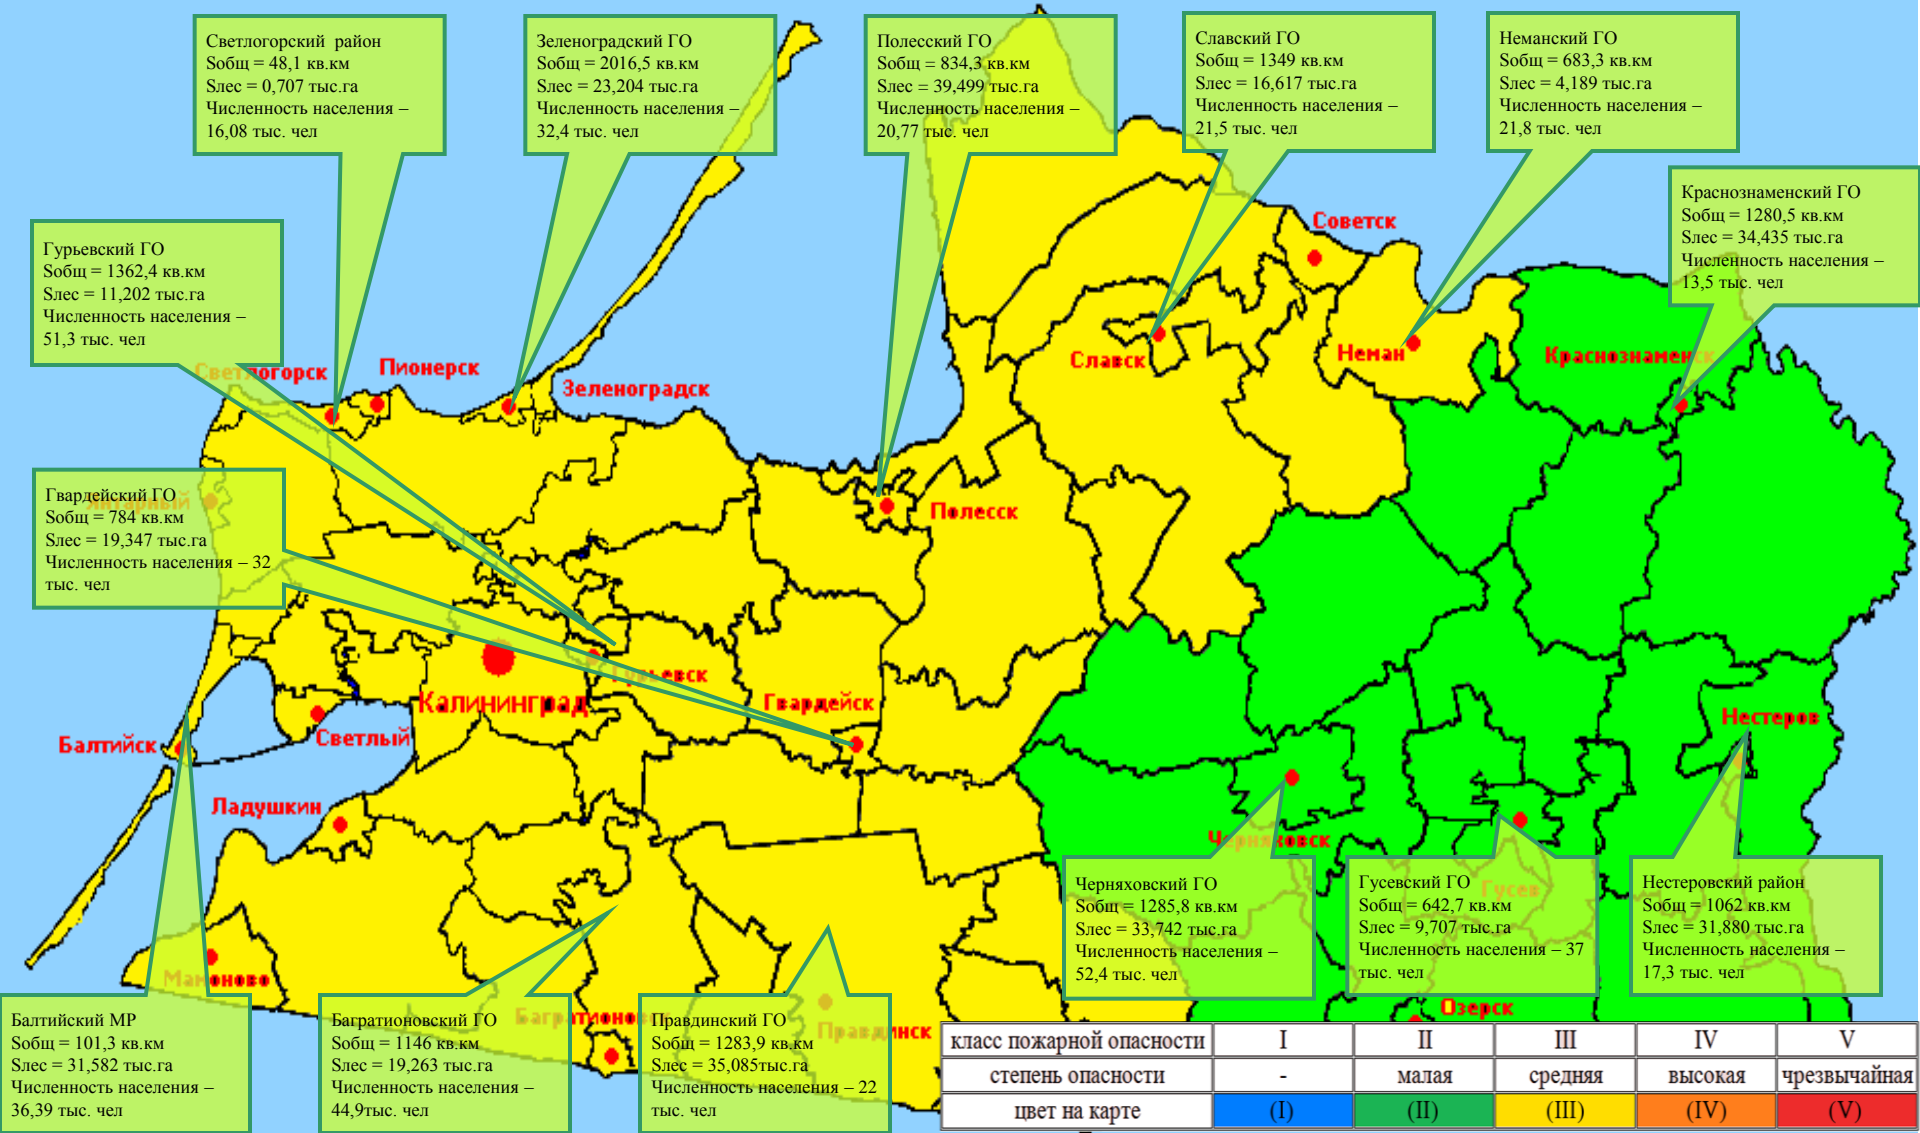 Светлогорский район
Sобщ = 48,1 кв.км
Sлес = 0,707 тыс.га
Численность населения –
16,08 тыс. чел
Зеленоградский ГО
Sобщ = 2016,5 кв.км
Sлес = 23,204 тыс.га
Численность населения –
32,4 тыс. чел
Полесский ГО
Sобщ = 834,3 кв.км
Sлес = 39,499 тыс.га
Численность населения –
20,77 тыс. чел
Славский ГО
Sобщ = 1349 кв.км
Sлес = 16,617 тыс.га
Численность населения –
21,5 тыс. чел
Неманский ГО
Sобщ = 683,3 кв.км
Sлес = 4,189 тыс.га
Численность населения –
21,8 тыс. чел
Краснознаменский ГО
Sобщ = 1280,5 кв.км
Sлес = 34,435 тыс.га
Численность населения –
13,5 тыс. чел
Гурьевский ГО
Sобщ = 1362,4 кв.км
Sлес = 11,202 тыс.га
Численность населения –
51,3 тыс. чел
Советск
Славск
Неман
Краснознаменск
Светлогорск
Пионерск
Зеленоградск
Гвардейский ГО
Sобщ = 784 кв.км
Sлес = 19,347 тыс.га
Численность населения – 32
тыс. чел
Янтарный
Полесск
Гурьевск
Калининград
Гвардейск
Нестеров
Балтийск
Светлый
Ладушкин
Черняховск
Гусев
Черняховский ГО
Sобщ = 1285,8 кв.км
Sлес = 33,742 тыс.га
Численность населения –
52,4 тыс. чел
Гусевский ГО
Sобщ = 642,7 кв.км
Sлес = 9,707 тыс.га
Численность населения – 37
тыс. чел
Нестеровский район
Sобщ = 1062 кв.км
Sлес = 31,880 тыс.га
Численность населения –
17,3 тыс. чел
Мамоново
Озерск
Багратионовск
Правдинск
Балтийский МР
Sобщ = 101,3 кв.км
Sлес = 31,582 тыс.га
Численность населения –
36,39 тыс. чел
Багратионовский ГО
Sобщ = 1146 кв.км
Sлес = 19,263 тыс.га
Численность населения –
44,9тыс. чел
Правдинский ГО
Sобщ = 1283,9 кв.км
Sлес = 35,085тыс.га
Численность населения – 22
тыс. чел
класс пожарной опасности I II III IV V
степень опасности - малая средняя высокая чрезвычайная
цвет на карте (I) (II) (III) (IV) (V)